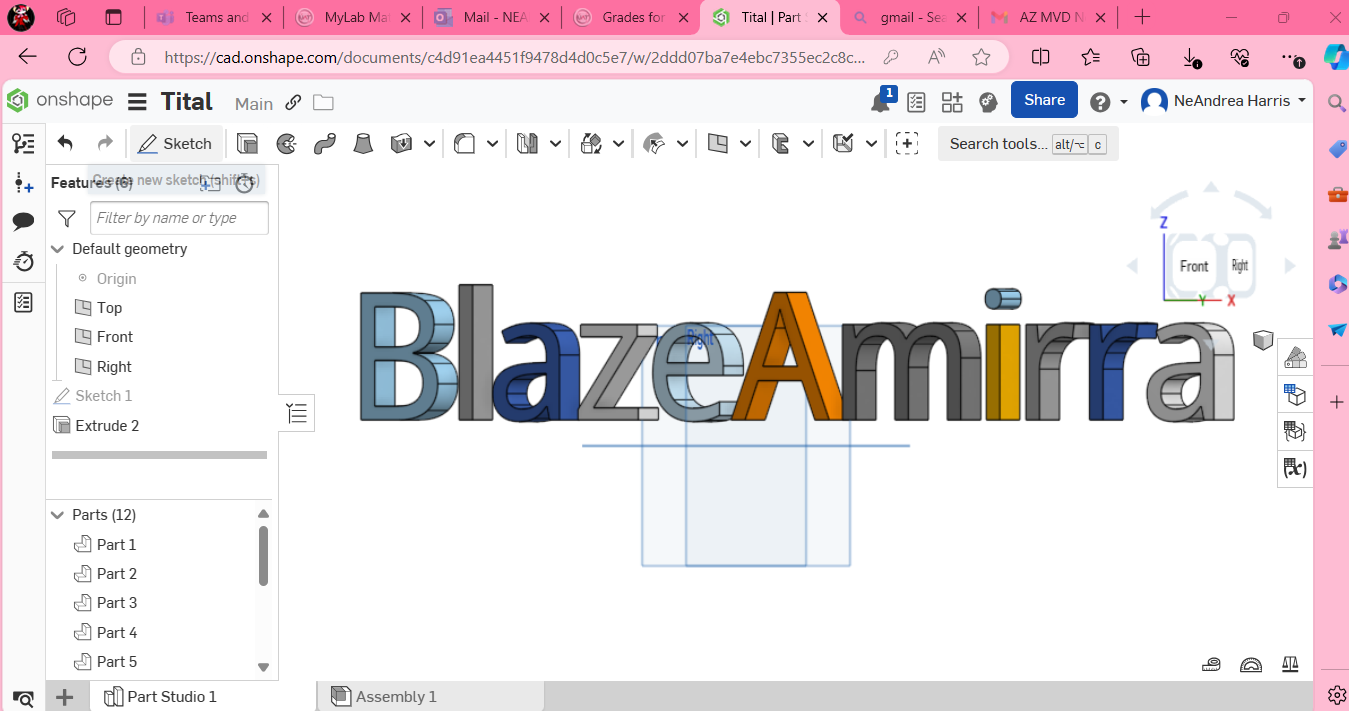 Teams and
MyLab Mat
Mail - NEA
Grades for
Tital | Part S
gmail - Sea
AZ MVD N
https://cad.onshape.com/documents/c4d91ea4451f9478d4d0c5e7/w/2ddd07ba7e4ebc7355ec2c8c...
onshape
Tital
Main
1
Share
NeAndrea Harris
Sketch
Search tools... alt/⌥ c
Features (6)
Create new sketch (shift s)
Filter by name or type
Default geometry
Origin
Top
Front
Right
Sketch 1
Extrude 2
Parts (12)
Part 1
Part 2
Part 3
Part 4
Part 5
BlazeAmirra
Right
Z
Front
Right
Y
X
(x)
Part Studio 1
Assembly 1